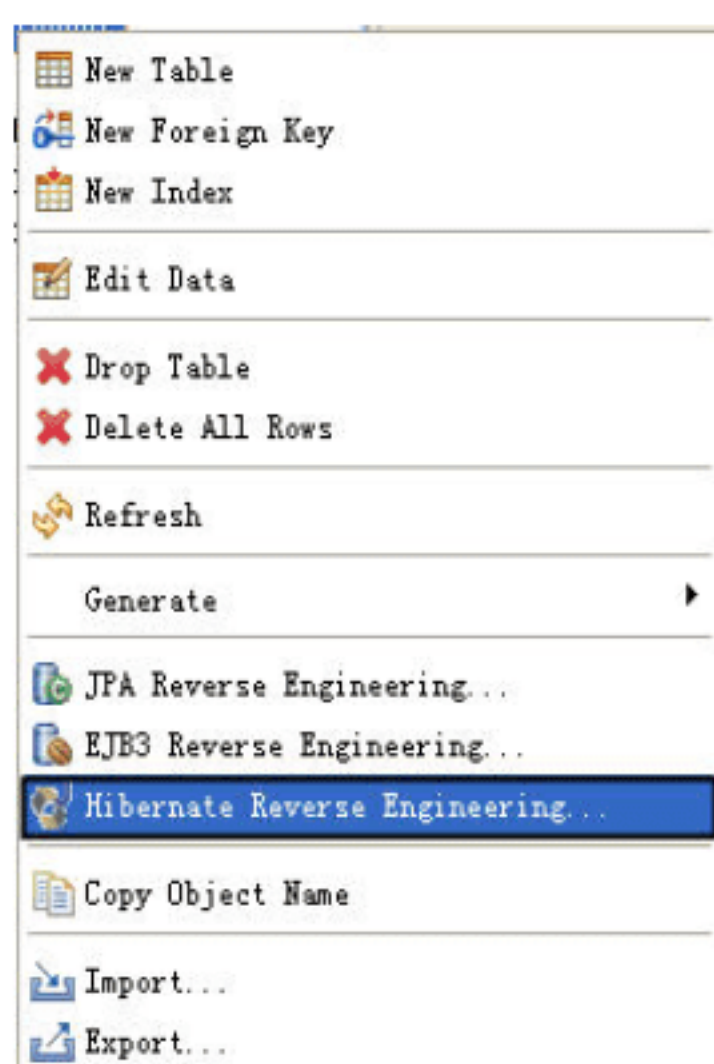 New Table
New Foreign Key
New Index
Edit Data
Drop Table
Delete All Rows
Refresh
Generate
JPA Reverse Engineering...
EJB3 Reverse Engineering...
Hibernate Reverse Engineering...
Copy Object Name
Import...
Export...